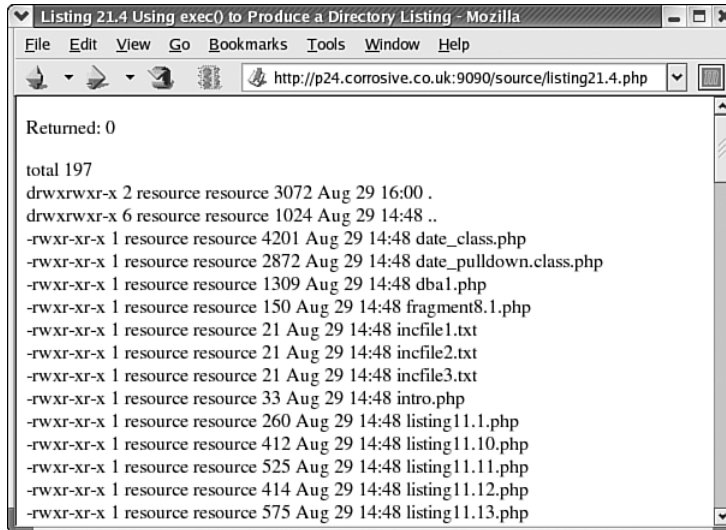 Listing 21.4 Using exec() to Produce a Directory Listing - Mozilla
File Edit View Go Bookmarks Tools Window Help
http://p24.corrosive.co.uk:9090/source/listing21.4.php
Returned: 0
total 197
drwxrwxr-x 2 resource resource 3072 Aug 29 16:00 .
drwxrwxr-x 6 resource resource 1024 Aug 29 14:48 ..
-rwxr-xr-x 1 resource resource 4201 Aug 29 14:48 date_class.php
-rwxr-xr-x 1 resource resource 2872 Aug 29 14:48 date_pulldown.class.php
-rwxr-xr-x 1 resource resource 1309 Aug 29 14:48 dba1.php
-rwxr-xr-x 1 resource resource 150 Aug 29 14:48 fragment8.1.php
-rwxr-xr-x 1 resource resource 21 Aug 29 14:48 incfile1.txt
-rwxr-xr-x 1 resource resource 21 Aug 29 14:48 incfile2.txt
-rwxr-xr-x 1 resource resource 21 Aug 29 14:48 incfile3.txt
-rwxr-xr-x 1 resource resource 33 Aug 29 14:48 intro.php
-rwxr-xr-x 1 resource resource 260 Aug 29 14:48 listing11.1.php
-rwxr-xr-x 1 resource resource 412 Aug 29 14:48 listing11.10.php
-rwxr-xr-x 1 resource resource 525 Aug 29 14:48 listing11.11.php
-rwxr-xr-x 1 resource resource 414 Aug 29 14:48 listing11.12.php
-rwxr-xr-x 1 resource resource 575 Aug 29 14:48 listing11.13.php